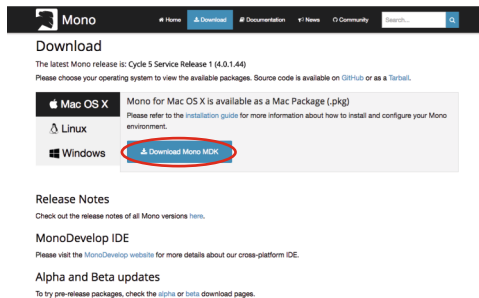 Mono
Home
Download
Documentation
News
Community
Search...
Download
The latest Mono release is: Cycle 5 Service Release 1 (4.0.1.44)
Please choose your operating system to view the available packages. Source code is available on GitHub or as a Tarball.
Mac OS X
Linux
Windows
Mono for Mac OS X is available as a Mac Package (.pkg)
Please refer to the installation guide for more information about how to install and configure your Mono
environment.
Download Mono MDK
Release Notes
Check out the release notes of all Mono versions here.
MonoDevelop IDE
Please visit the MonoDevelop website for more details about our cross-platform IDE.
Alpha and Beta updates
To try pre-release packages, check the alpha or beta download pages.